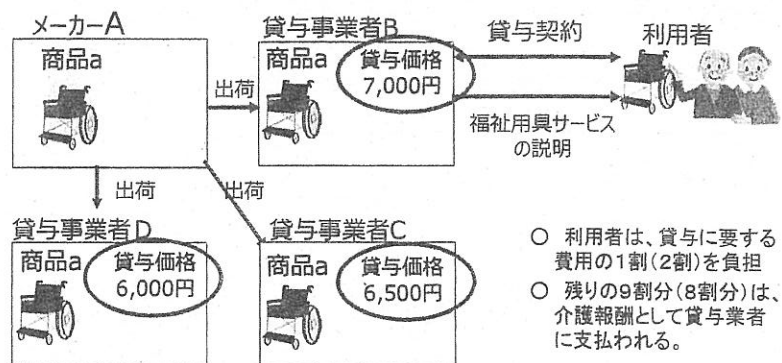 メーカーA
商品a
出荷
貸与事業者B
商品a
貸与価格
7,000円
貸与契約
利用者
福祉用具サービス
の説明
出荷
出荷
貸与事業者D
商品a
貸与価格
6,000円
貸与事業者C
商品a
貸与価格
6,500円
○ 利用者は、貸与に要する
費用の1割(2割)を負担
○ 残りの9割分(8割分)は、
介護報酬として貸与業者
に支払われる。